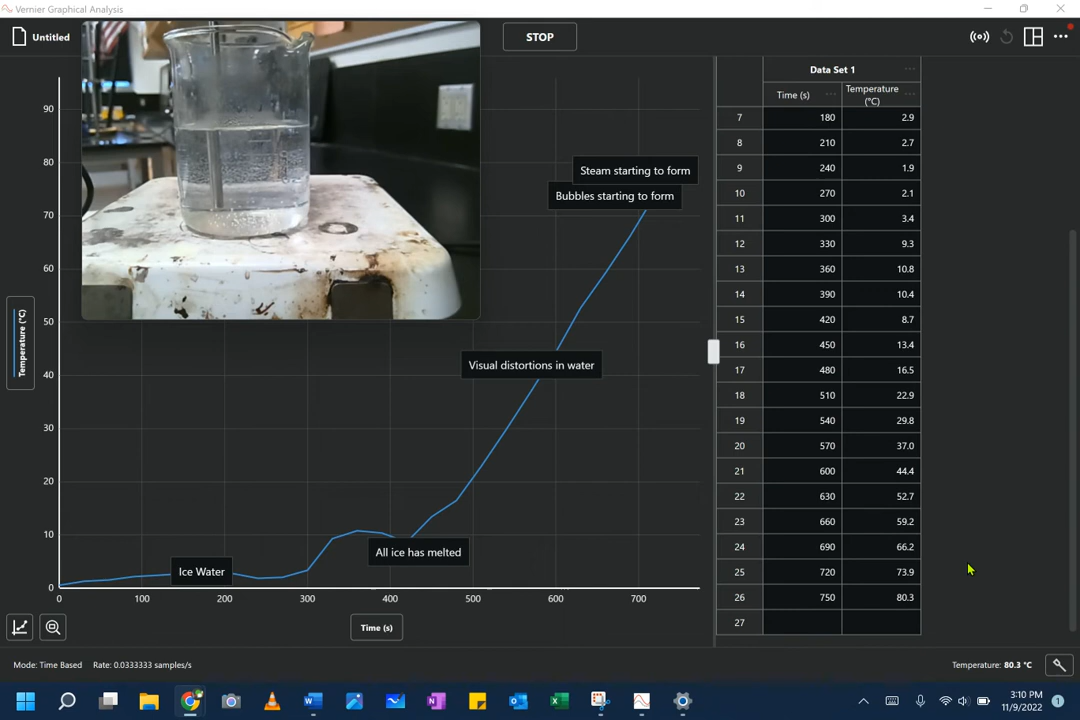 Vernier Graphical Analysis
Untitled
STOP
90
80
70
60
50
40
30
20
10
0
Temperature (°C)
Steam starting to form
Bubbles starting to form
Visual distortions in water
All ice has melted
Ice Water
0 100 200 300 400 500 600 700
Time (s)
Data Set 1
Time (s) Temperature (°C)
7 180 2.9
8 210 2.7
9 240 1.9
10 270 2.1
11 300 3.4
12 330 9.3
13 360 10.8
14 390 10.4
15 420 8.7
16 450 13.4
17 480 16.5
18 510 22.9
19 540 29.8
20 570 37.0
21 600 44.4
22 630 52.7
23 660 59.2
24 690 66.2
25 720 73.9
26 750 80.3
27
Mode: Time Based Rate: 0.0333333 samples/s
Temperature: 80.3 °C
3:10 PM
11/9/2022
1